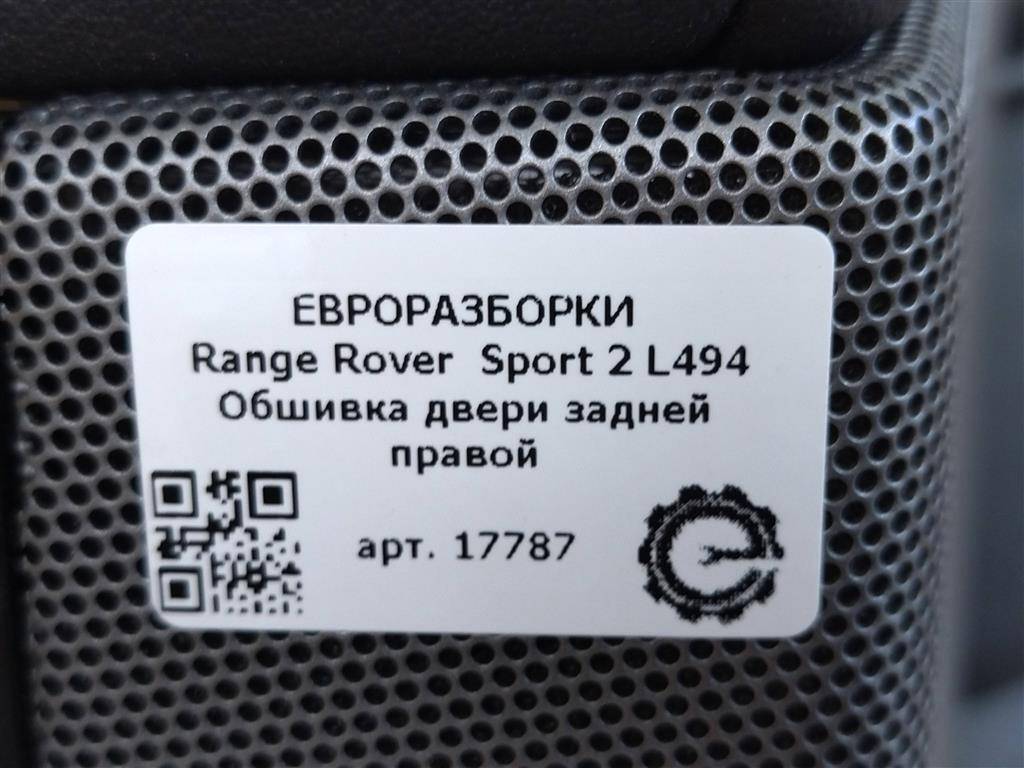 ЕВРОРАЗБОРКИ
Range Rover Sport 2 L494
Обшивка двери задней
правой
арт. 17787